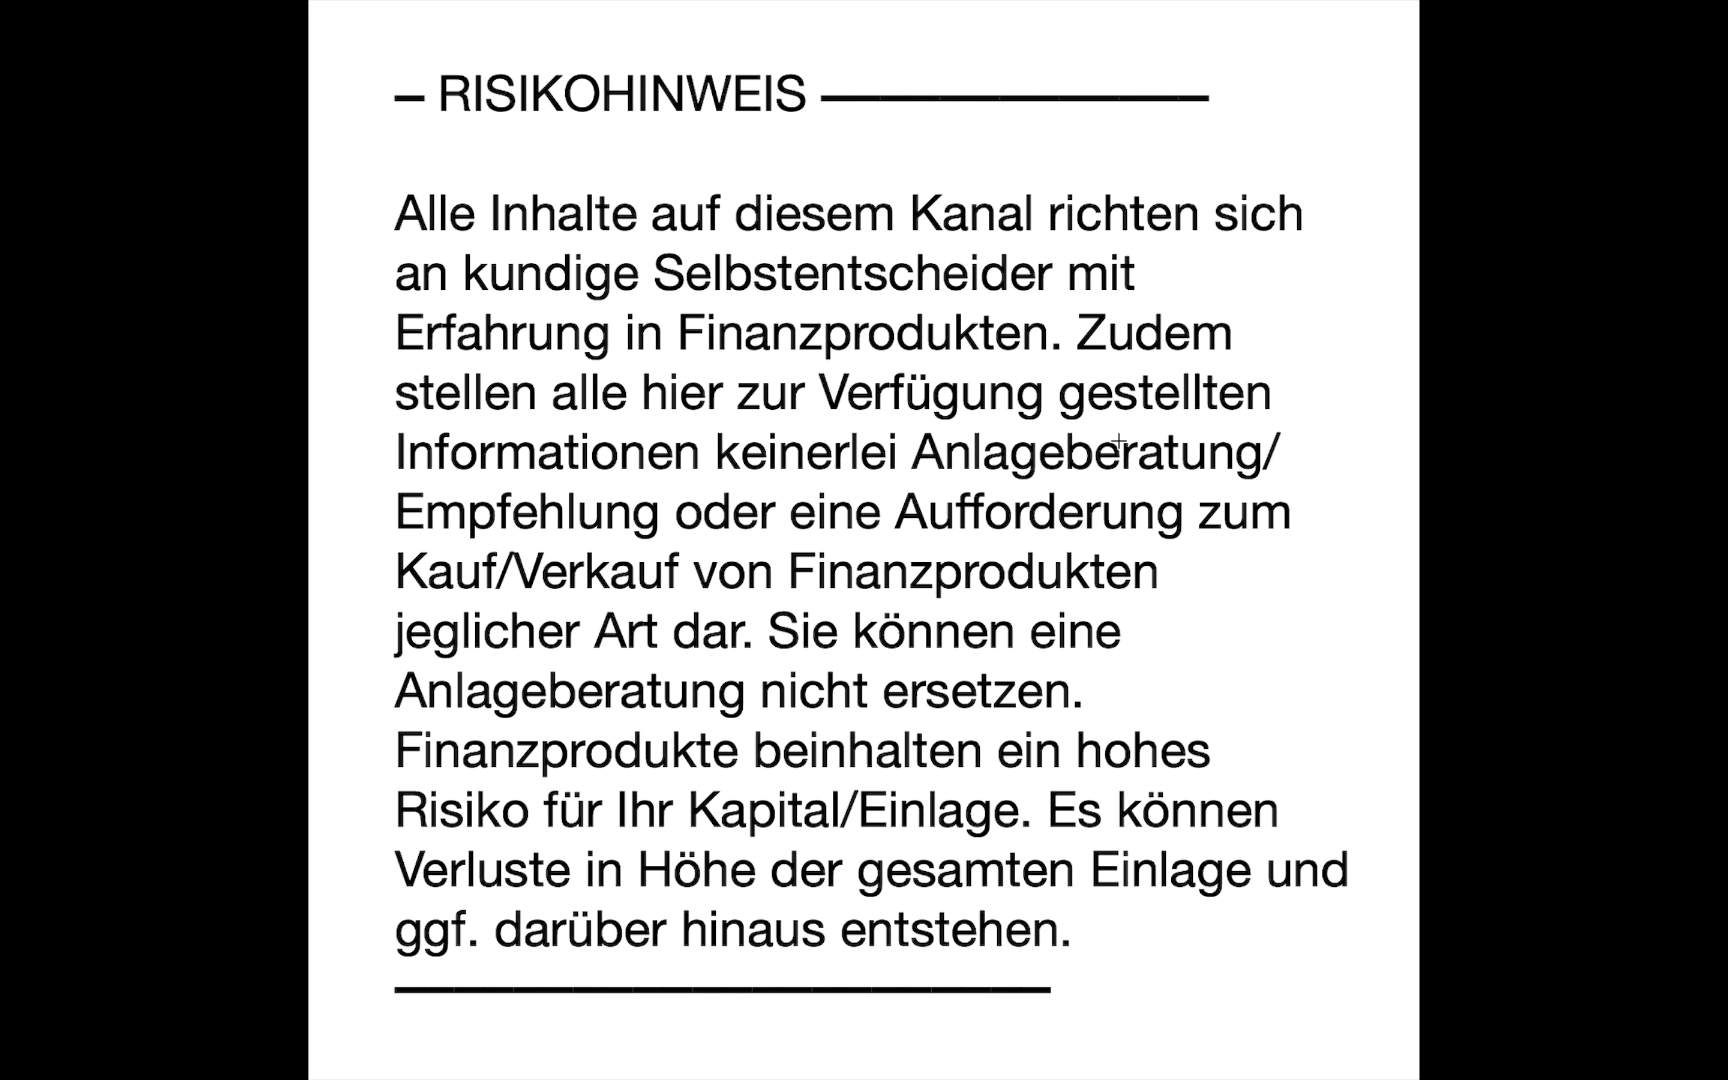 – RISIKOHINWEIS —————————
Alle Inhalte auf diesem Kanal richten sich
an kundige Selbstentscheider mit
Erfahrung in Finanzprodukten. Zudem
stellen alle hier zur Verfügung gestellten
Informationen keinerlei Anlageberatung/
Empfehlung oder eine Aufforderung zum
Kauf/Verkauf von Finanzprodukten
jeglicher Art dar. Sie können eine
Anlageberatung nicht ersetzen.
Finanzprodukte beinhalten ein hohes
Risiko für Ihr Kapital/Einlage. Es können
Verluste in Höhe der gesamten Einlage und
ggf. darüber hinaus entstehen.